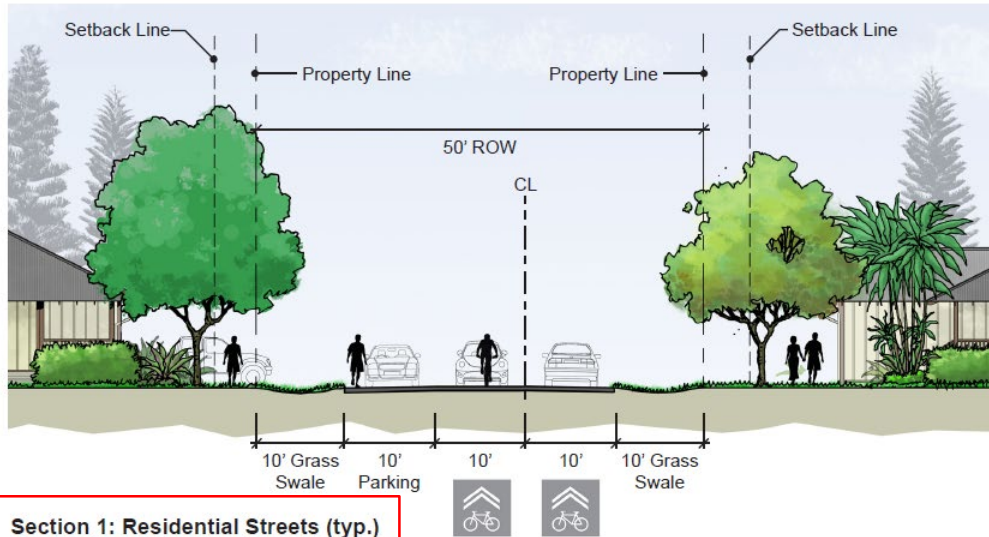 Setback Line
Setback Line
Property Line
Property Line
50' ROW
CL
10' Grass
Swale
10'
Parking
10'
10'
10' Grass
Swale
Section 1: Residential Streets (typ.)